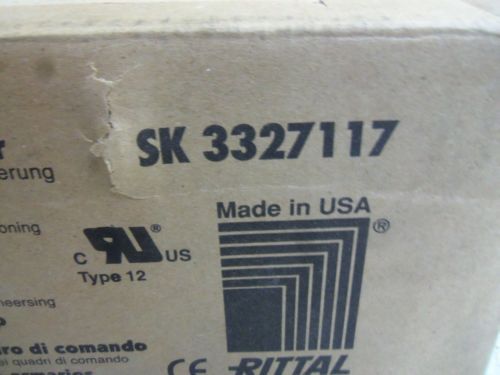 SK 3327117
r
erung
Made in USA
oning
C US ®
Type 12
®
neersing
o
ro di comando
ei quadri di comando
CE RITTAL